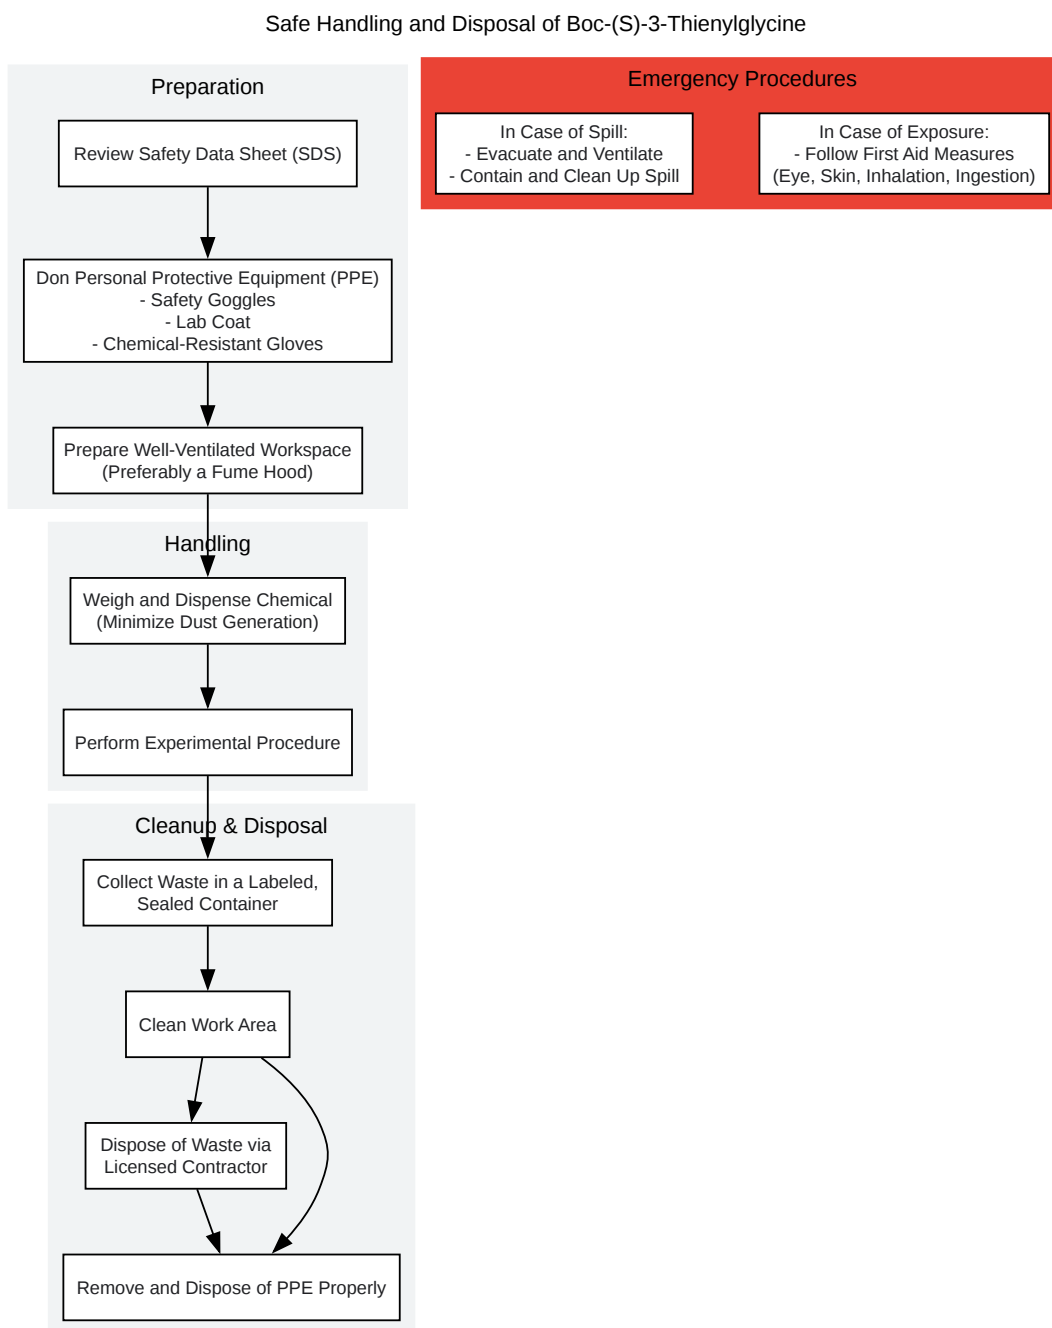 Safe Handling and Disposal of Boc-(S)-3-Thienylglycine
Preparation
Review Safety Data Sheet (SDS)
Don Personal Protective Equipment (PPE)
- Safety Goggles
- Lab Coat
- Chemical-Resistant Gloves
Prepare Well-Ventilated Workspace
(Preferably a Fume Hood)
Handling
Weigh and Dispense Chemical
(Minimize Dust Generation)
Perform Experimental Procedure
Cleanup & Disposal
Collect Waste in a Labeled,
Sealed Container
Clean Work Area
Dispose of Waste via
Licensed Contractor
Remove and Dispose of PPE Properly
Emergency Procedures
In Case of Spill:
- Evacuate and Ventilate
- Contain and Clean Up Spill
In Case of Exposure:
- Follow First Aid Measures
(Eye, Skin, Inhalation, Ingestion)